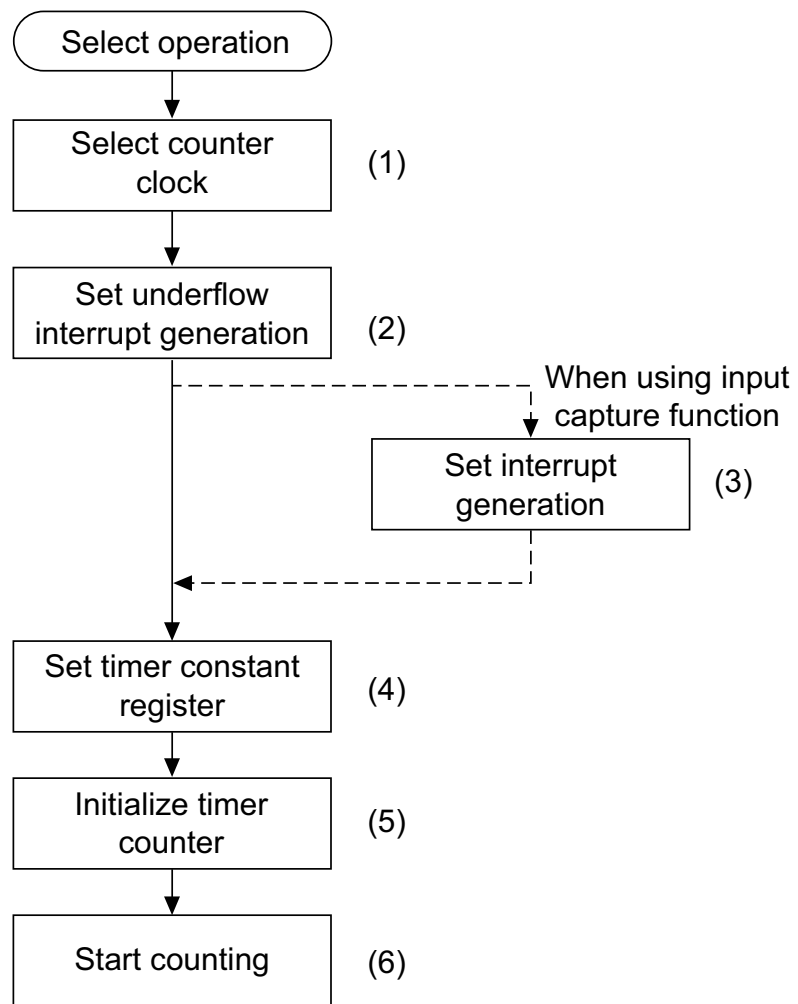 Select operation
Select counter
clock
(1)
Set underflow
interrupt generation
(2)
When using input
capture function
Set interrupt
generation
(3)
Set timer constant
register
(4)
Initialize timer
counter
(5)
Start counting
(6)